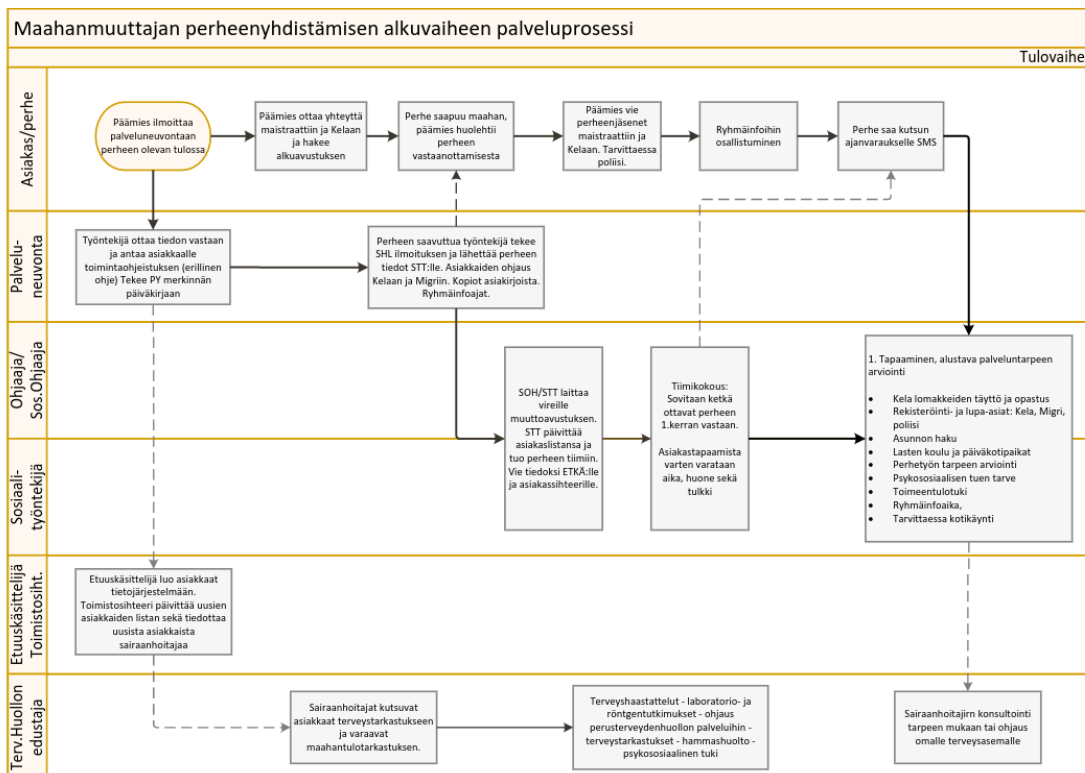 Maahanmuuttajan perheenyhdistämisen alkuvaiheen palveluprosessi
Tulovaihe
Asiakas/perhe
Päämies ilmoittaa
palveluneuvontaan
perheen olevan tulossa
Päämies ottaa yhteyttä
maistraattiin ja Kelaan
ja hakee
alkuavustuksen
Perhe saapuu maahan,
päämies huolehtii
perheen
vastaanottamisesta
Päämies vie
perheenjäsenet
maistraattiin ja
Kelaan. Tarvittaessa
poliisi.
Ryhmäinfoihin
osallistuminen
Perhe saa kutsun
ajanvaraukselle SMS
Palvelu-
neuvonta
Työntekijä ottaa tiedon vastaan
ja antaa asiakkaalle
toimintaohjeistuksen (erillinen
ohje) Tekee PY merkinnän
päiväkirjaan
Perheen saavuttua työntekijä tekee
SHL ilmoituksen ja lähettää perheen
tiedot STT:lle. Asiakkaiden ohjaus
Kelaan ja Migriin. Kopiot asiakirjoista.
Ryhmäinfoajat.
Ohjaaja/
Sos.Ohjaaja
Sosiaali-
työntekijä
SOH/STT laittaa
vireille
muuttoavustuksen.
STT päivittää
asiakaslistansa ja
tuo perheen tiimiin.
Vie tiedoksi ETKÄ:lle
ja asiakassihteerille.
Tiimikokous:
Sovitaan ketkä
ottavat perheen
1.kerran vastaan.
Asiakastapaamista
varten varataan
aika, huone sekä
tulkki
1. Tapaaminen, alustava palveluntarpeen
arviointi
• Kela lomakkeiden täyttö ja opastus
• Rekisteröinti- ja lupa-asiat: Kela, Migri,
poliisi
• Asunnon haku
• Lasten koulu ja päiväkotipaikat
• Perhetyön tarpeen arviointi
• Psykososiaalisen tuen tarve
• Toimeentulotuki
• Ryhmäinfoaika,
• Tarvittaessa kotikäynti
Etuuskäsittelijä
Toimistosiht.
Etuuskäsittelijä luo asiakkaat
tietojärjestelmään.
Toimistosihteeri päivittää uusien
asiakkaiden listan sekä tiedottaa
uusista asiakkaista
sairaanhoitajaa
Terv.Huollon
edustaja
Sairaanhoitajat kutsuvat
asiakkaat terveystarkastukseen
ja varaavat
maahantulotarkastuksen.
Terveyshaastattelut - laboratorio- ja
röntgentutkimukset - ohjaus
perusterveydenhuollon palveluihin -
terveystarkastukset - hammashuolto -
psykososiaalinen tuki
Sairaanhoitajirn konsultointi
tarpeen mukaan tai ohjaus
omalle terveysasemalle